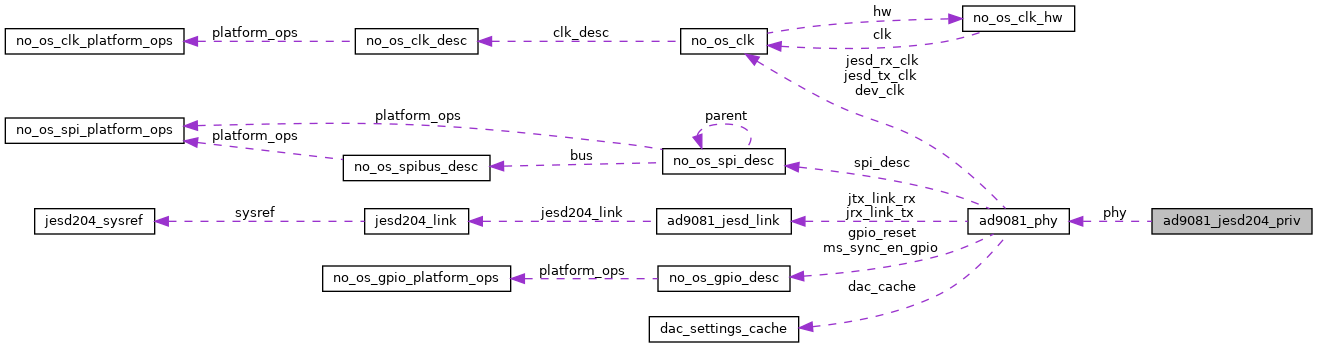 hw
no_os_clk_hw
platform_ops
clk_desc
clk
no_os_clk_platform_ops
no_os_clk_desc
no_os_clk
jesd_rx_clk
jesd_tx_clk
dev_clk
platform_ops
parent
no_os_spi_platform_ops
platform_ops
bus
no_os_spibus_desc
no_os_spi_desc
spi_desc
jtx_link_rx
jrx_link_tx
sysref
jesd204_link
phy
jesd204_sysref
jesd204_link
ad9081_jesd_link
ad9081_phy
ad9081_jesd204_priv
gpio_reset
ms_sync_en_gpio
platform_ops
no_os_gpio_platform_ops
no_os_gpio_desc
dac_cache
dac_settings_cache